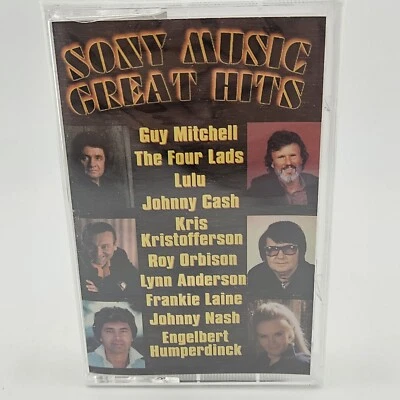 SONY MUSIC
GREAT HITS
Guy Mitchell
The Four Lads
Lulu
Johnny Cash
Kris
Kristofferson
Roy Orbison
Lynn Anderson
Frankie Laine
Johnny Nash
Engelbert
Humperdinck